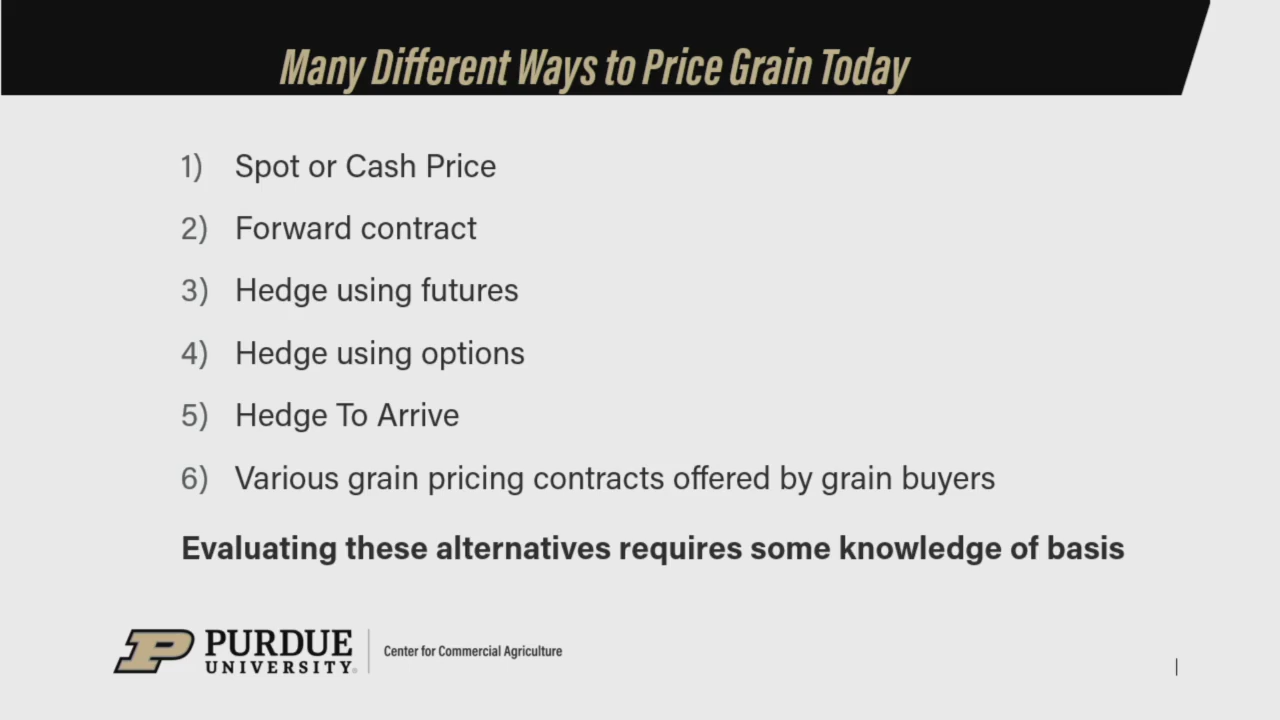 Many Different Ways to Price Grain Today
1) Spot or Cash Price
2) Forward contract
3) Hedge using futures
4) Hedge using options
5) Hedge To Arrive
6) Various grain pricing contracts offered by grain buyers
Evaluating these alternatives requires some knowledge of basis
P PURDUE UNIVERSITY®
Center for Commercial Agriculture